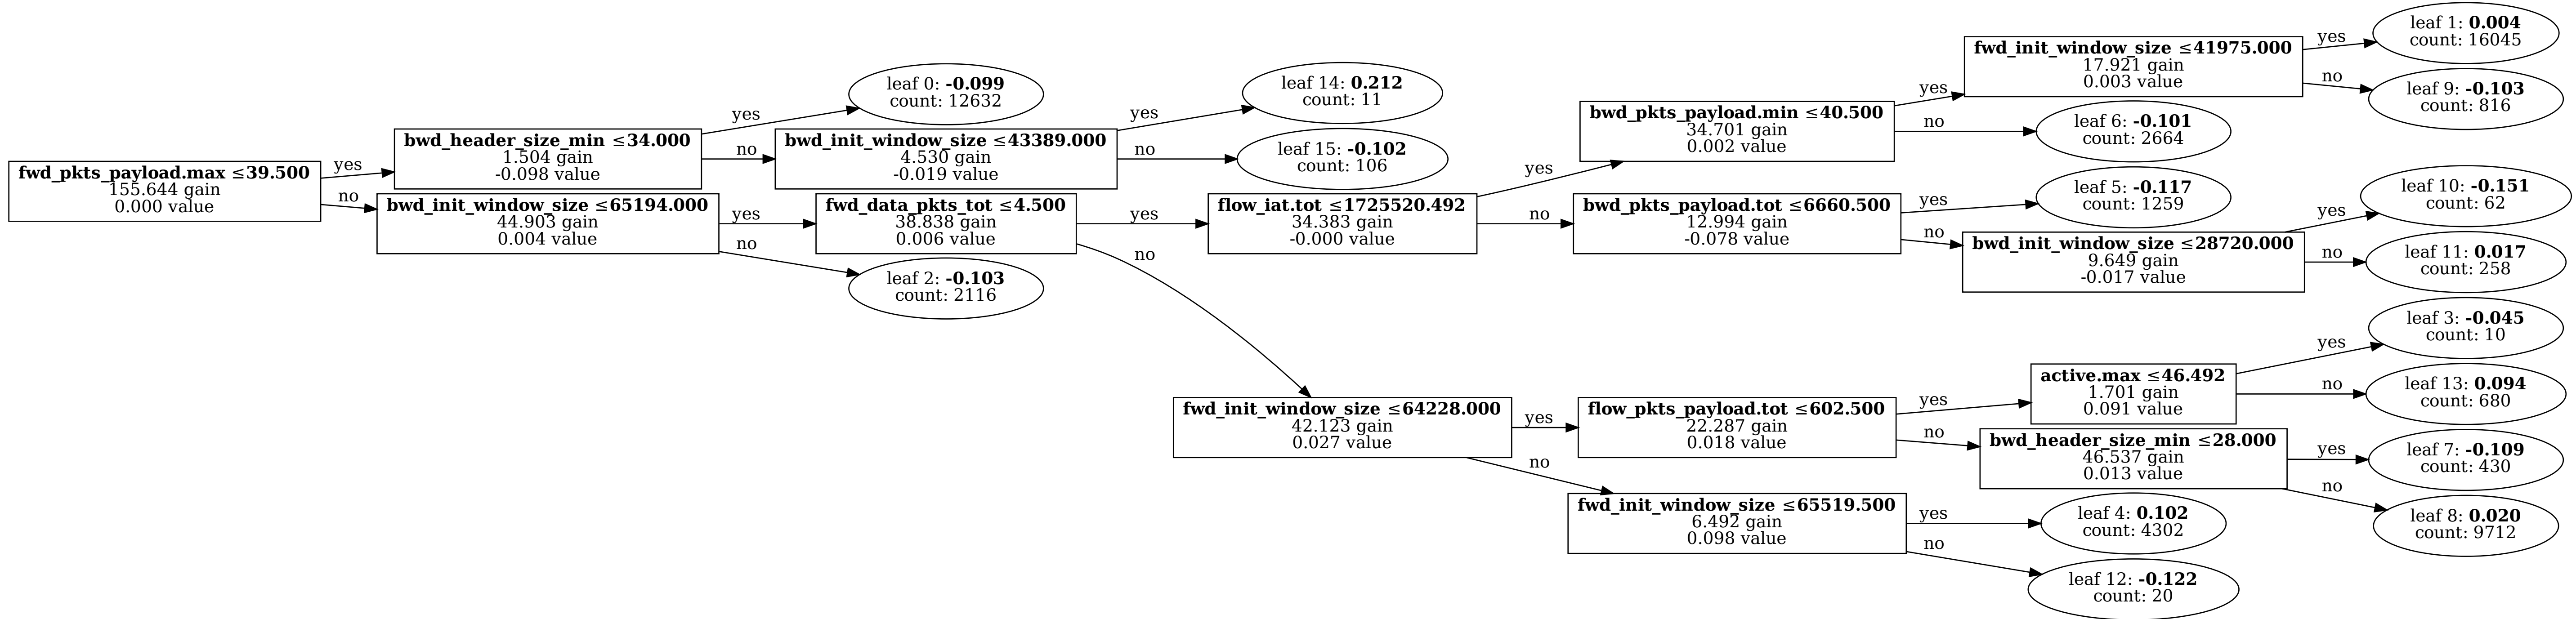 fwd_pkts_payload.max ≤39.500
155.644 gain
0.000 value
yes
no
bwd_header_size_min ≤34.000
1.504 gain
-0.098 value
yes
no
leaf 0: -0.099
count: 12632
bwd_init_window_size ≤43389.000
4.530 gain
-0.019 value
yes
no
leaf 14: 0.212
count: 11
leaf 15: -0.102
count: 106
bwd_init_window_size ≤65194.000
44.903 gain
0.004 value
yes
no
fwd_data_pkts_tot ≤4.500
38.838 gain
0.006 value
yes
no
leaf 2: -0.103
count: 2116
flow_iat.tot ≤1725520.492
34.383 gain
-0.000 value
yes
no
bwd_pkts_payload.min ≤40.500
34.701 gain
0.002 value
yes
no
fwd_init_window_size ≤41975.000
17.921 gain
0.003 value
yes
no
leaf 1: 0.004
count: 16045
leaf 9: -0.103
count: 816
leaf 6: -0.101
count: 2664
bwd_pkts_payload.tot ≤6660.500
12.994 gain
-0.078 value
yes
no
leaf 5: -0.117
count: 1259
bwd_init_window_size ≤28720.000
9.649 gain
-0.017 value
yes
no
leaf 10: -0.151
count: 62
leaf 11: 0.017
count: 258
fwd_init_window_size ≤64228.000
42.123 gain
0.027 value
yes
no
flow_pkts_payload.tot ≤602.500
22.287 gain
0.018 value
yes
no
active.max ≤46.492
1.701 gain
0.091 value
yes
no
leaf 3: -0.045
count: 10
leaf 13: 0.094
count: 680
bwd_header_size_min ≤28.000
46.537 gain
0.013 value
yes
no
leaf 7: -0.109
count: 430
leaf 8: 0.020
count: 9712
fwd_init_window_size ≤65519.500
6.492 gain
0.098 value
yes
no
leaf 4: 0.102
count: 4302
leaf 12: -0.122
count: 20